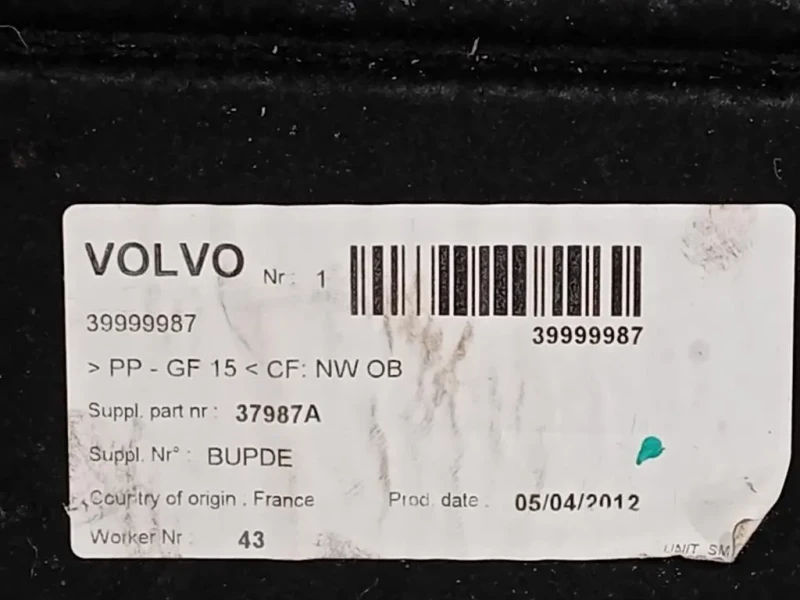 VOLVO Nr: 1
39999987
39999987
> PP - GF 15 < CF: NW OB
Suppl. part nr : 37987A
Suppl. Nr° : BUPDE
Country of origin . France Prod. date . 05/04/2012
Worker Nr : 43
UNIT SM